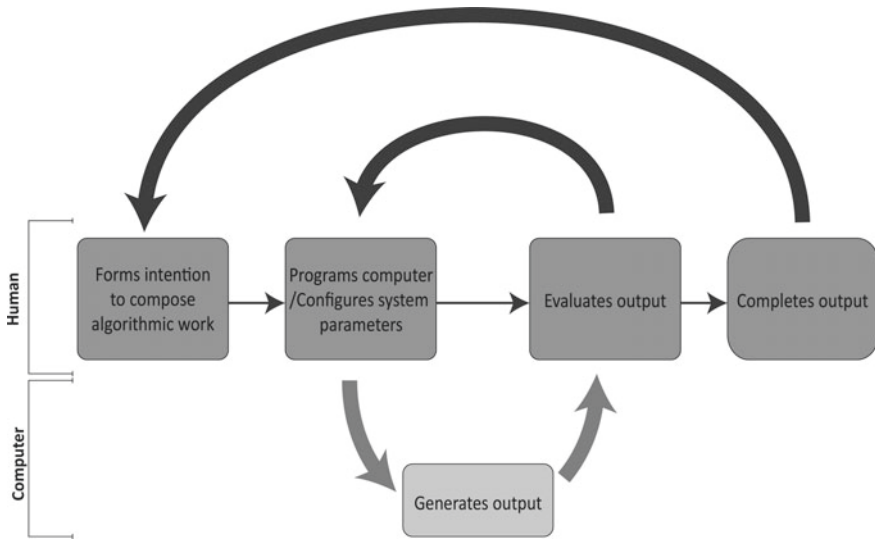 Human
Forms intention
to compose
algorithmic work
Programs computer
/Configures system
parameters
Evaluates output
Completes output
Computer
Generates output